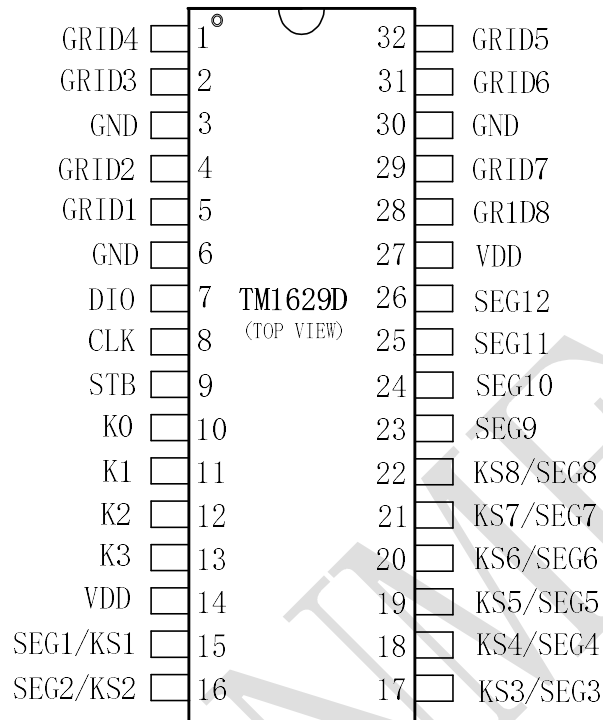 GRID4 1 32 GRID5
GRID3 2 31 GRID6
GND 3 30 GND
GRID2 4 29 GRID7
GRID1 5 28 GR1D8
GND 6 27 VDD
DIO 7 TM1629D 26 SEG12
(TOP VIEW)
CLK 8 25 SEG11
STB 9 24 SEG10
K0 10 23 SEG9
K1 11 22 KS8/SEG8
K2 12 21 KS7/SEG7
K3 13 20 KS6/SEG6
VDD 14 19 KS5/SEG5
SEG1/KS1 15 18 KS4/SEG4
SEG2/KS2 16 17 KS3/SEG3